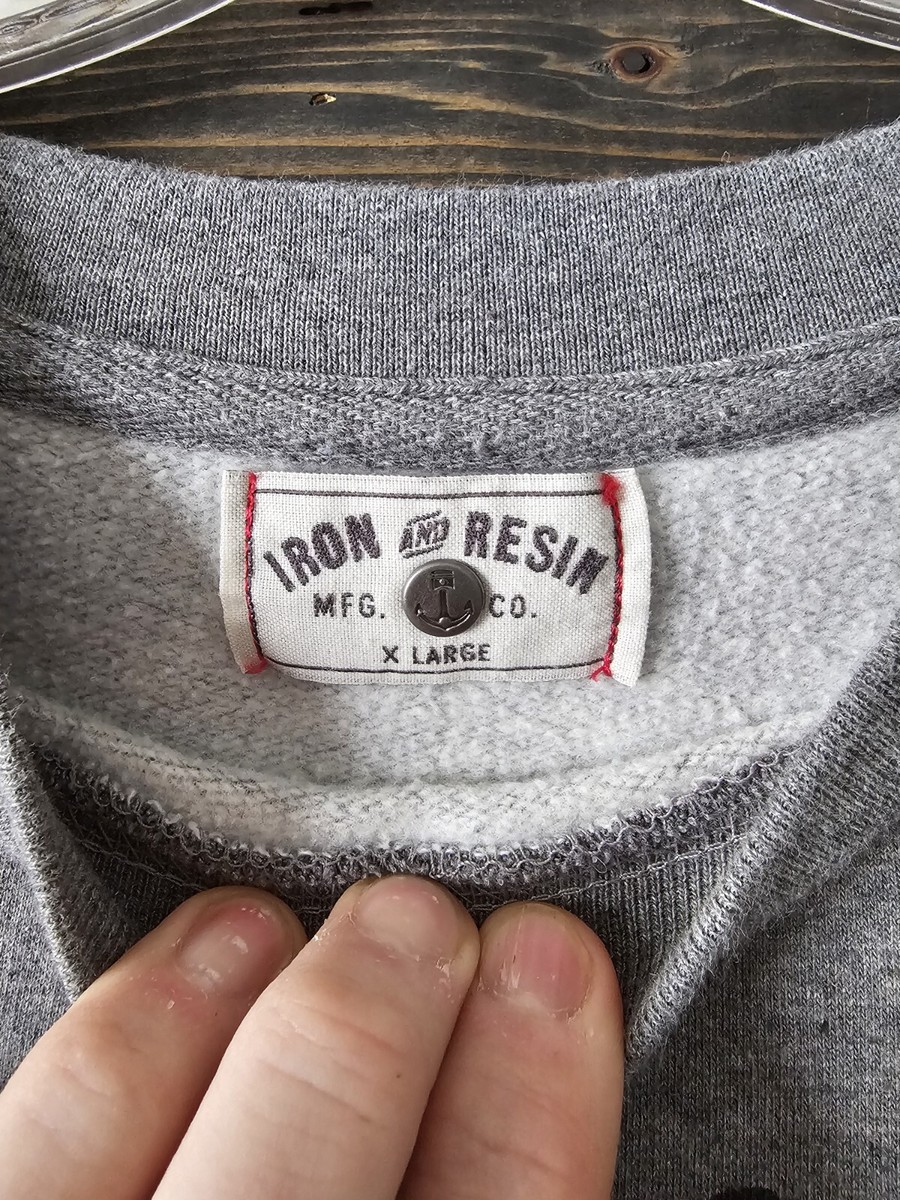 IRON AND RESIN
MFG. CO.
X LARGE